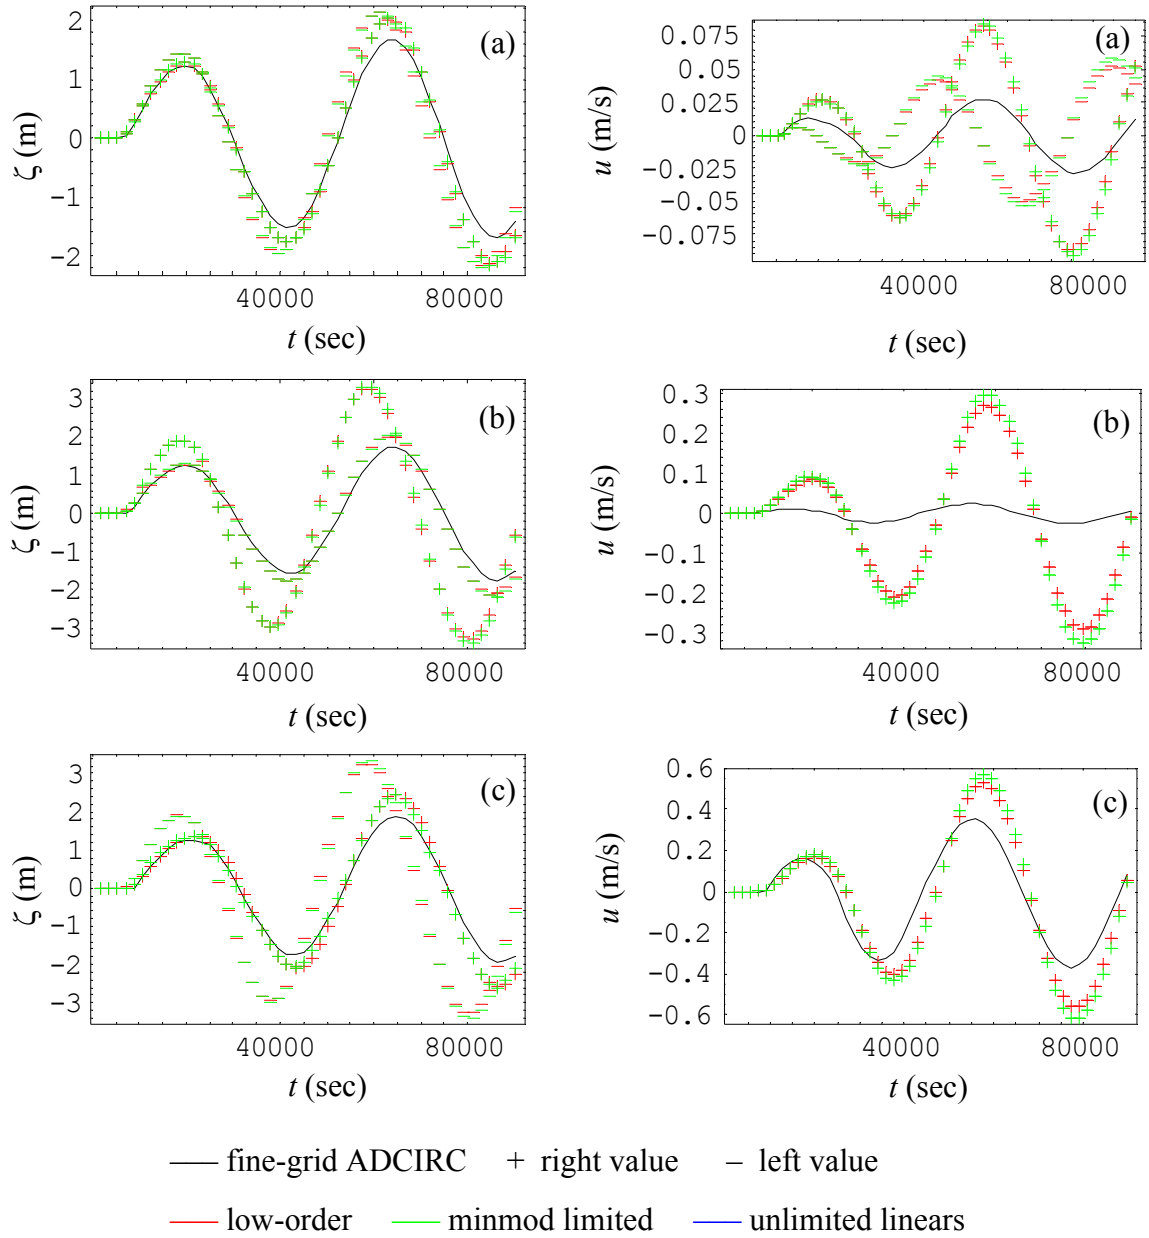 2
1
0
-1
-2
ζ (m)
(a)
40000
80000
t (sec)
0.075
0.05
0.025
0
-0.025
-0.05
-0.075
u (m/s)
(a)
40000
80000
t (sec)
3
2
1
0
-1
-2
-3
ζ (m)
(b)
40000
80000
t (sec)
0.3
0.2
0.1
0
-0.1
-0.2
-0.3
u (m/s)
(b)
40000
80000
t (sec)
3
2
1
0
-1
-2
-3
ζ (m)
(c)
40000
80000
t (sec)
0.6
0.4
0.2
0
-0.2
-0.4
-0.6
u (m/s)
(c)
40000
80000
t (sec)
— fine-grid ADCIRC + right value – left value
— low-order — minmod limited — unlimited linears